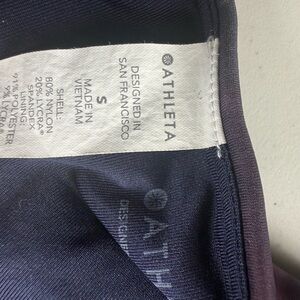 ATHLETA
DESIGNED IN
SAN FRANCISCO
S
MADE IN
VIETNAM
SHELL:
80% NYLON
20% LYCRA®
SPANDEX
LINING:
91% POLYESTER
9% LYCRA®
ATH
DESIGNE